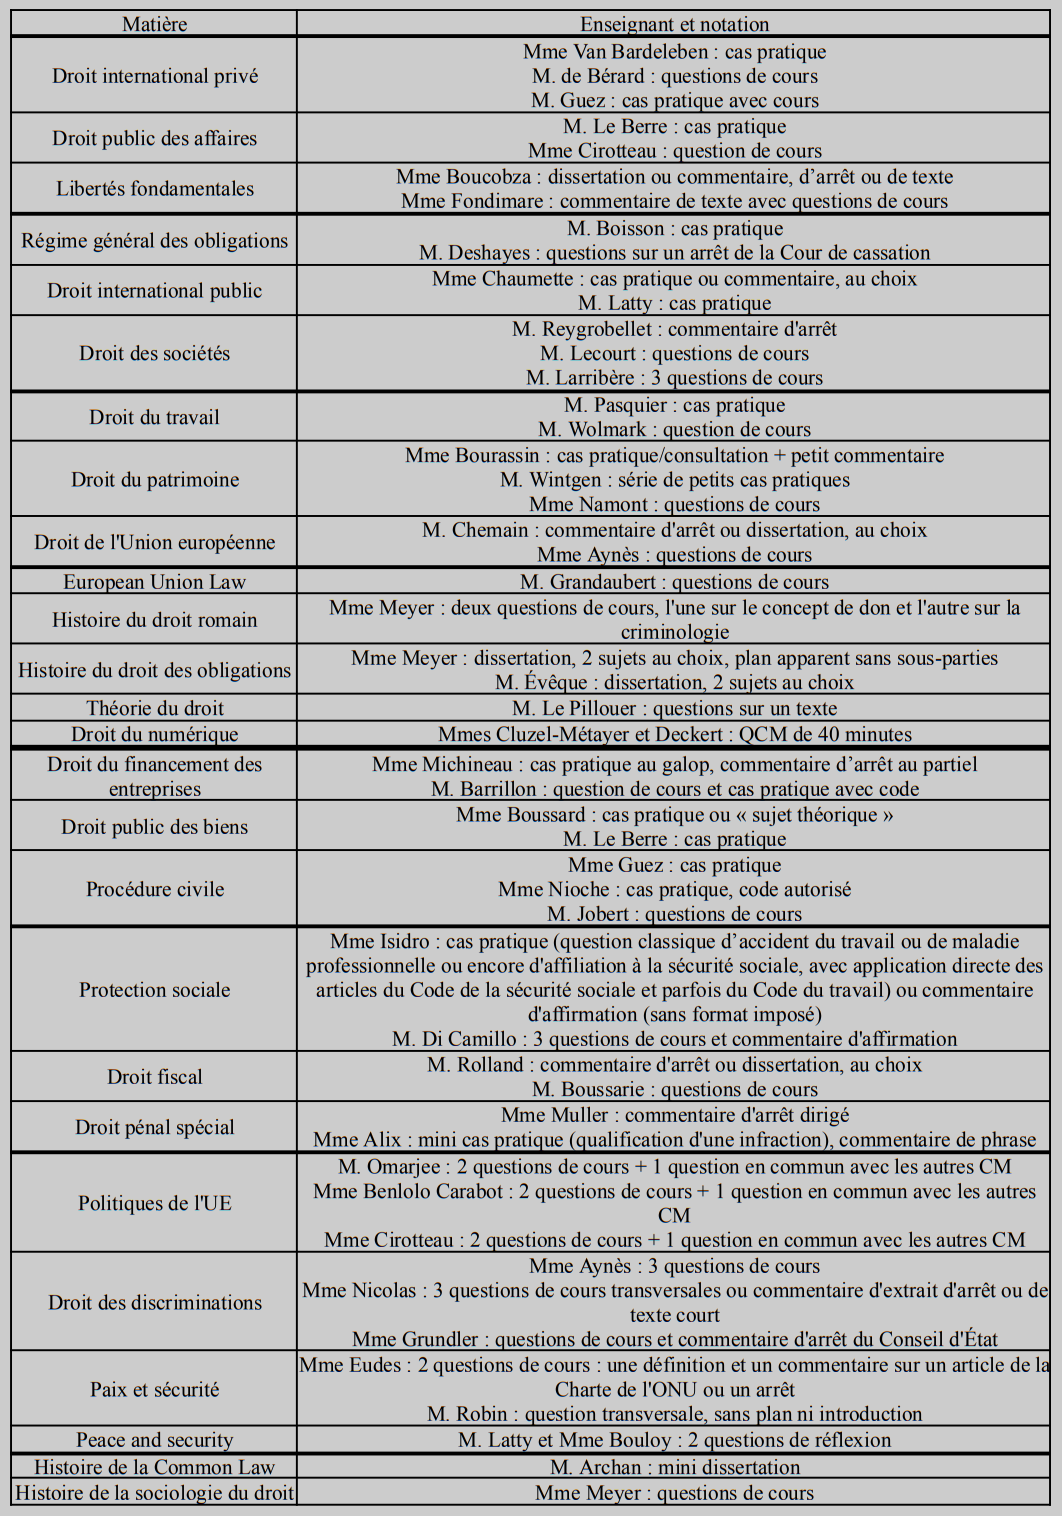 Matière
Enseignant et notation
Droit international privé
Mme Van Bardeleben : cas pratique
M. de Bérard : questions de cours
M. Guez : cas pratique avec cours
Droit public des affaires
M. Le Berre : cas pratique
Mme Cirotteau : question de cours
Libertés fondamentales
Mme Boucobza : dissertation ou commentaire, d’arrêt ou de texte
Mme Fondimare : commentaire de texte avec questions de cours
Régime général des obligations
M. Boisson : cas pratique
M. Deshayes : questions sur un arrêt de la Cour de cassation
Droit international public
Mme Chaumette : cas pratique ou commentaire, au choix
M. Latty : cas pratique
Droit des sociétés
M. Reygrobellet : commentaire d'arrêt
M. Lecourt : questions de cours
M. Larribère : 3 questions de cours
Droit du travail
M. Pasquier : cas pratique
M. Wolmark : question de cours
Droit du patrimoine
Mme Bourassin : cas pratique/consultation + petit commentaire
M. Wintgen : série de petits cas pratiques
Mme Namont : questions de cours
Droit de l'Union européenne
M. Chemain : commentaire d'arrêt ou dissertation, au choix
Mme Aynès : questions de cours
European Union Law
M. Grandaubert : questions de cours
Histoire du droit romain
Mme Meyer : deux questions de cours, l'une sur le concept de don et l'autre sur la
criminologie
Histoire du droit des obligations
Mme Meyer : dissertation, 2 sujets au choix, plan apparent sans sous-parties
M. Évêque : dissertation, 2 sujets au choix
Théorie du droit
M. Le Pillouer : questions sur un texte
Droit du numérique
Mmes Cluzel-Métayer et Deckert : QCM de 40 minutes
Droit du financement des
entreprises
Mme Michineau : cas pratique au galop, commentaire d’arrêt au partiel
M. Barrillon : question de cours et cas pratique avec code
Droit public des biens
Mme Boussard : cas pratique ou « sujet théorique »
M. Le Berre : cas pratique
Procédure civile
Mme Guez : cas pratique
Mme Nioche : cas pratique, code autorisé
M. Jobert : questions de cours
Protection sociale
Mme Isidro : cas pratique (question classique d’accident du travail ou de maladie
professionnelle ou encore d'affiliation à la sécurité sociale, avec application directe des
articles du Code de la sécurité sociale et parfois du Code du travail) ou commentaire
d'affirmation (sans format imposé)
M. Di Camillo : 3 questions de cours et commentaire d'affirmation
Droit fiscal
M. Rolland : commentaire d'arrêt ou dissertation, au choix
M. Boussarie : questions de cours
Droit pénal spécial
Mme Muller : commentaire d'arrêt dirigé
Mme Alix : mini cas pratique (qualification d'une infraction), commentaire de phrase
Politiques de l'UE
M. Omarjee : 2 questions de cours + 1 question en commun avec les autres CM
Mme Benlolo Carabot : 2 questions de cours + 1 question en commun avec les autres
CM
Mme Cirotteau : 2 questions de cours + 1 question en commun avec les autres CM
Droit des discriminations
Mme Aynès : 3 questions de cours
Mme Nicolas : 3 questions de cours transversales ou commentaire d'extrait d'arrêt ou de
texte court
Mme Grundler : questions de cours et commentaire d'arrêt du Conseil d'État
Paix et sécurité
Mme Eudes : 2 questions de cours : une définition et un commentaire sur un article de la
Charte de l'ONU ou un arrêt
M. Robin : question transversale, sans plan ni introduction
Peace and security
M. Latty et Mme Bouloy : 2 questions de réflexion
Histoire de la Common Law
M. Archan : mini dissertation
Histoire de la sociologie du droit
Mme Meyer : questions de cours